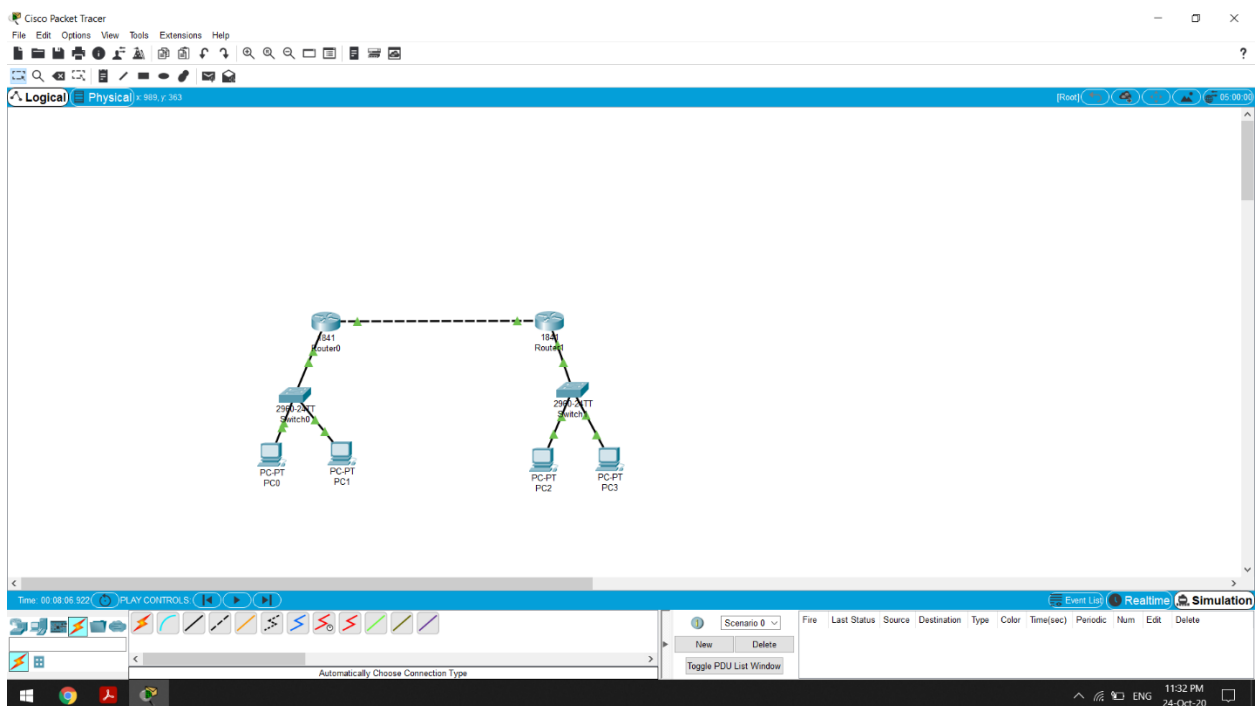 Cisco Packet Tracer
File Edit Options View Tools Extensions Help
?
Logical Physical x: 989, y: 363 [Root] 05:00:00
1841
Router0
1841
Router1
2960-24TT
Switch0
2960-24TT
Switch1
PC-PT
PC0
PC-PT
PC1
PC-PT
PC2
PC-PT
PC3
Time: 00:08:06.922 PLAY CONTROLS: Event List Realtime Simulation
Scenario 0
New Delete
Toggle PDU List Window
Fire Last Status Source Destination Type Color Time(sec) Periodic Num Edit Delete
Automatically Choose Connection Type
ENG
11:32 PM
24-Oct-20